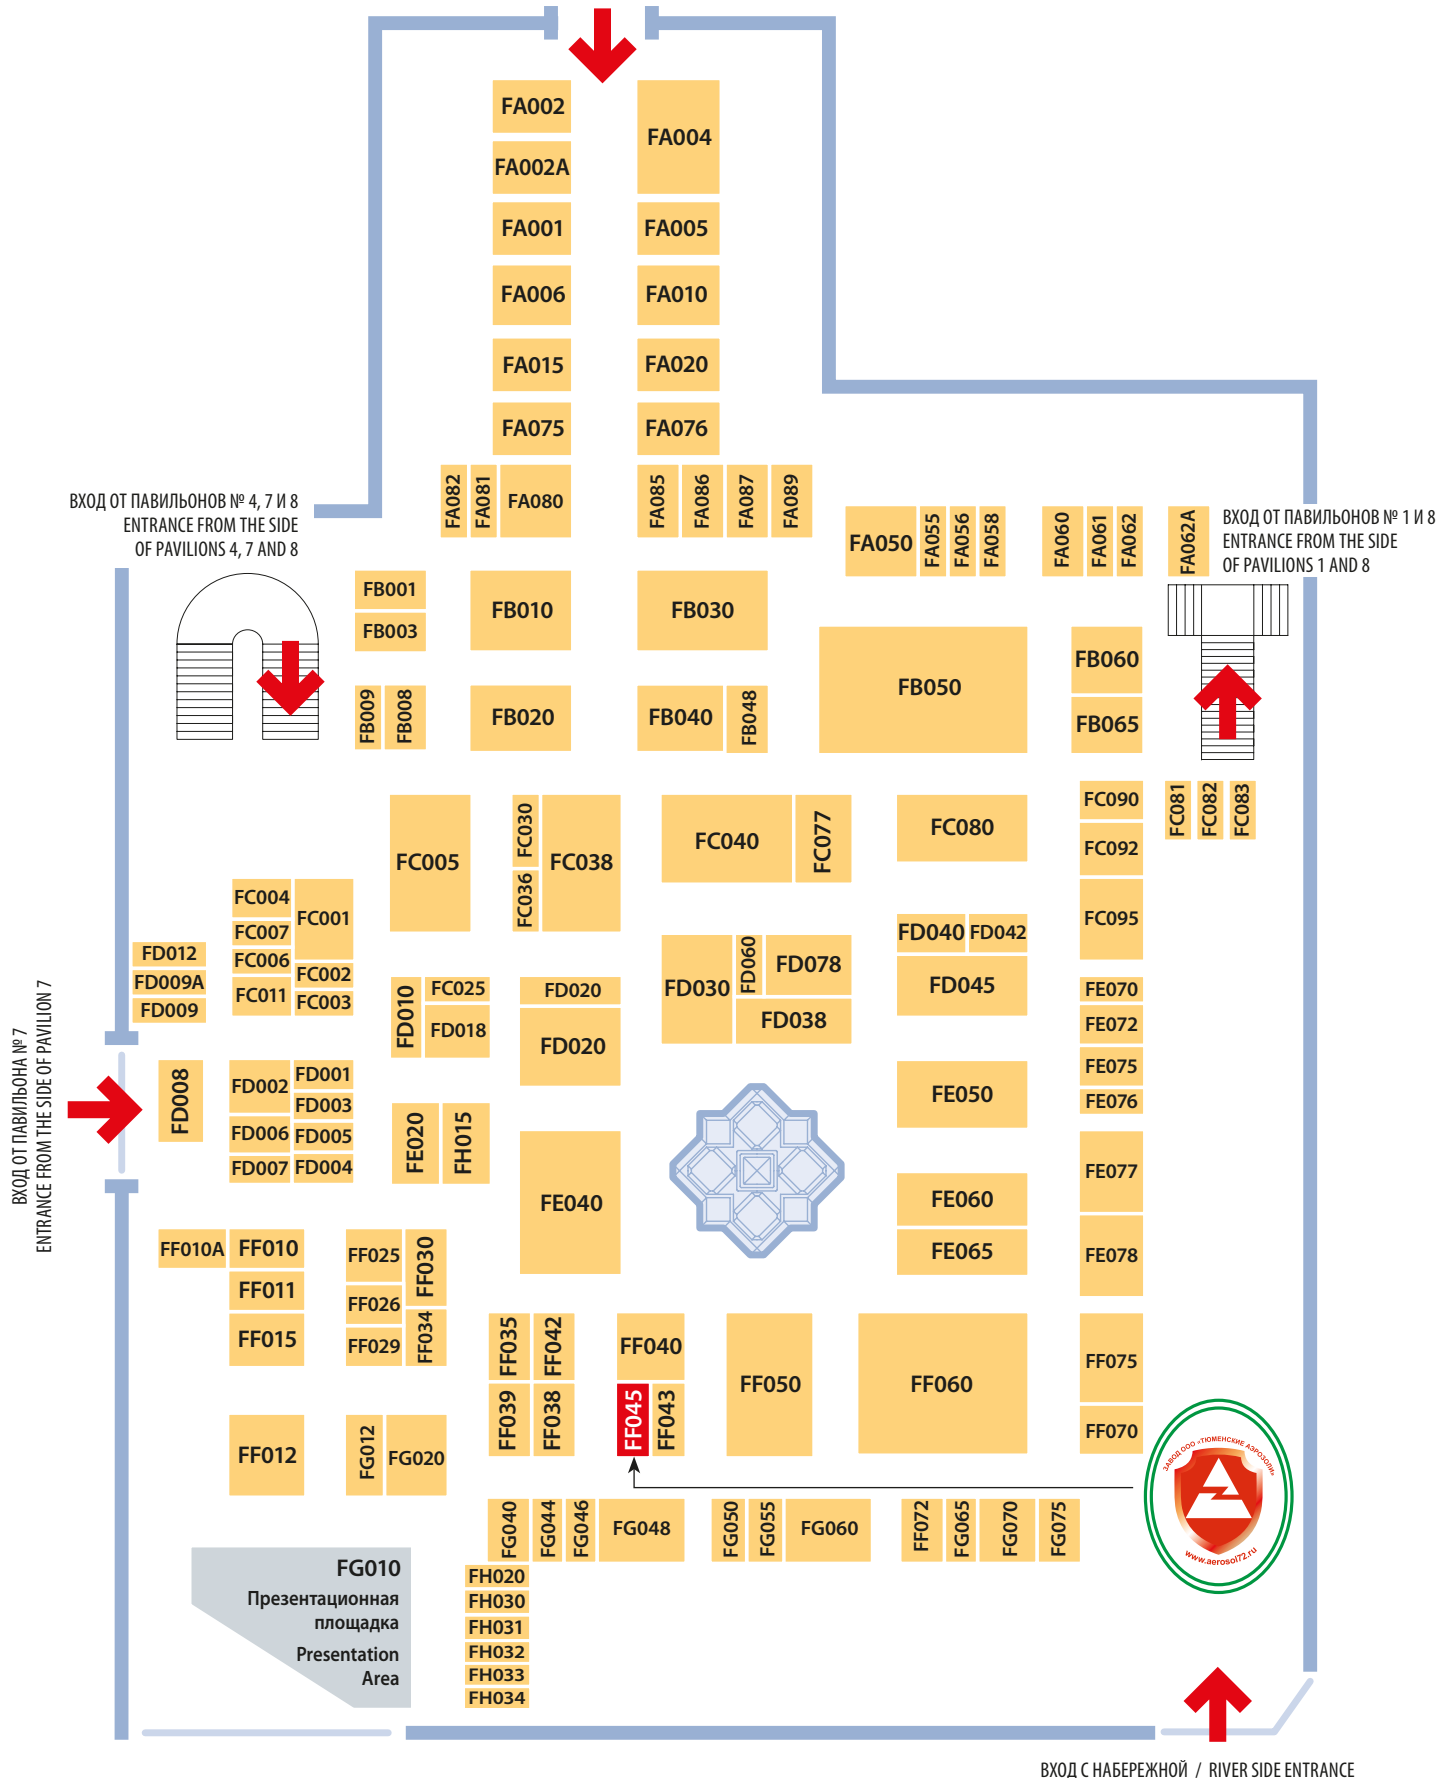 FA002
FA004
FA002A
FA001
FA005
FA006
FA010
FA015
FA020
FA075
FA076
FA082
FA081
FA080
FA085
FA086
FA087
FA089
ВХОД ОТ ПАВИЛЬОНОВ № 4, 7 И 8
ENTRANCE FROM THE SIDE
OF PAVILIONS 4, 7 AND 8
FA050
FA055
FA056
FA058
FA060
FA061
FA062
FA062A
ВХОД ОТ ПАВИЛЬОНОВ № 1 И 8
ENTRANCE FROM THE SIDE
OF PAVILIONS 1 AND 8
FB001
FB003
FB010
FB030
FB050
FB060
FB065
FB009
FB008
FB020
FB040
FB048
FC005
FC030
FC036
FC038
FC040
FC077
FC080
FC090
FC092
FC095
FC081
FC082
FC083
FC004
FC001
FC007
FC006
FC002
FC011
FC003
FD012
FD009A
FD009
FD010
FC025
FD018
FD020
FD020
FD030
FD060
FD078
FD038
FD040
FD042
FD045
FE070
FE072
FE075
FE076
FE077
FE078
ВХОД ОТ ПАВИЛЬОНА № 7
ENTRANCE FROM THE SIDE OF PAVILION 7
FD008
FD002
FD001
FD003
FD006
FD005
FD007
FD004
FE020
FH015
FE040
FE050
FE060
FE065
FF010A
FF010
FF011
FF015
FF025
FF026
FF029
FF030
FF034
FF035
FF042
FF039
FF038
FF040
FF045
FF043
FF050
FF060
FF075
FF070
FF012
FG012
FG020
ЗАВОД ООО «ТЮМЕНСКИЕ АЭРОЗОЛИ»
www.aerosol72.ru
FG040
FG044
FG046
FG048
FG050
FG055
FG060
FF072
FG065
FG070
FG075
FG010
Презентационная
площадка
Presentation
Area
FH020
FH030
FH031
FH032
FH033
FH034
ВХОД С НАБЕРЕЖНОЙ / RIVER SIDE ENTRANCE